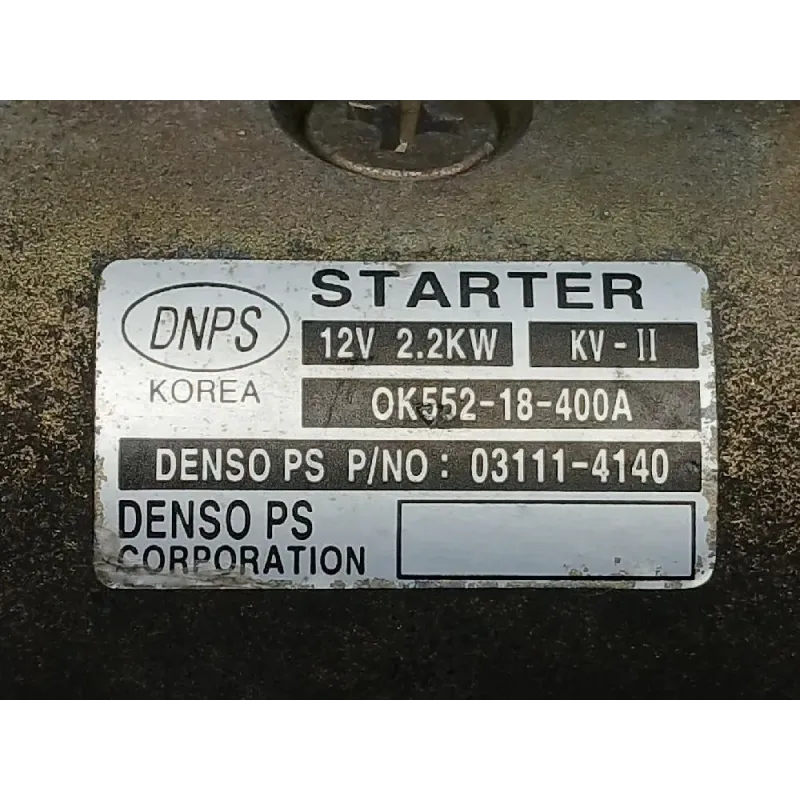 STARTER
DNPS
KOREA
12V 2.2KW
KV-II
OK552-18-400A
DENSO PS P/NO: 03111-4140
DENSO PS
CORPORATION